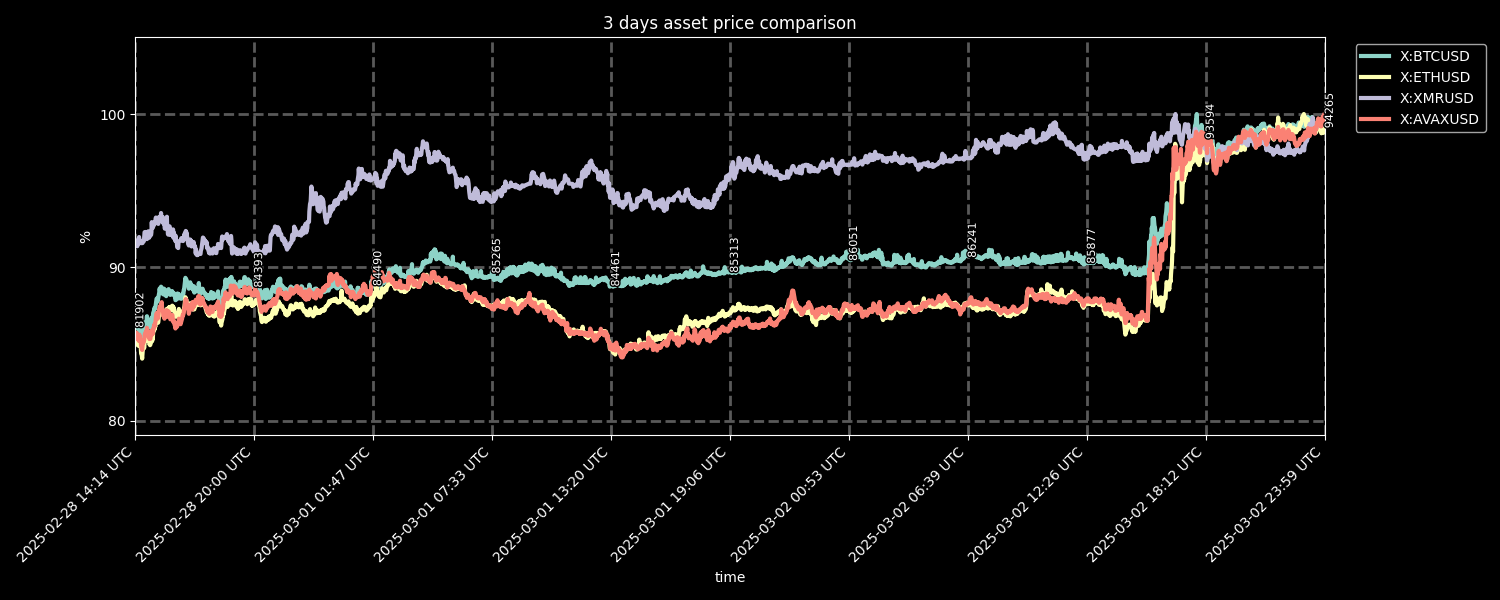 3 days asset price comparison
X:BTCUSD
X:ETHUSD
X:XMRUSD
X:AVAXUSD
%
100
90
80
81902
84393
84490
85265
84461
85313
86051
86241
85877
93594
94265
2025-02-28 14:14 UTC
2025-02-28 20:00 UTC
2025-03-01 01:47 UTC
2025-03-01 07:33 UTC
2025-03-01 13:20 UTC
2025-03-01 19:06 UTC
2025-03-02 00:53 UTC
2025-03-02 06:39 UTC
2025-03-02 12:26 UTC
2025-03-02 18:12 UTC
2025-03-02 23:59 UTC
time